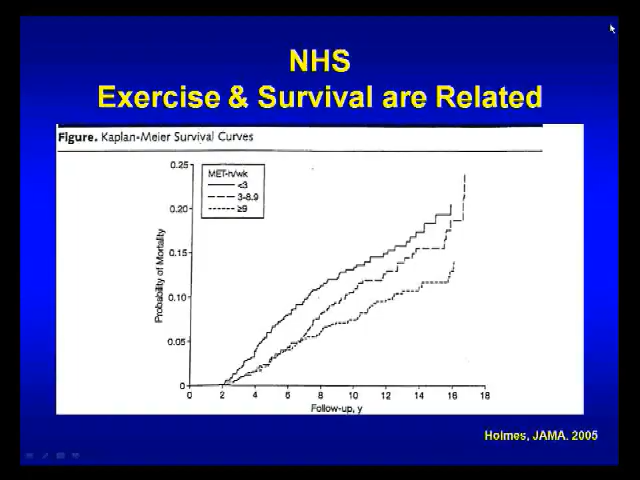 NHS
Exercise & Survival are Related
Figure. Kaplan-Meier Survival Curves
MET-h/wk
<3
3-8.9
≥9
0.25
0.20
0.15
0.10
0.05
0
Probability of Mortality
0 2 4 6 8 10 12 14 16 18
Follow-up, y
Holmes, JAMA. 2005